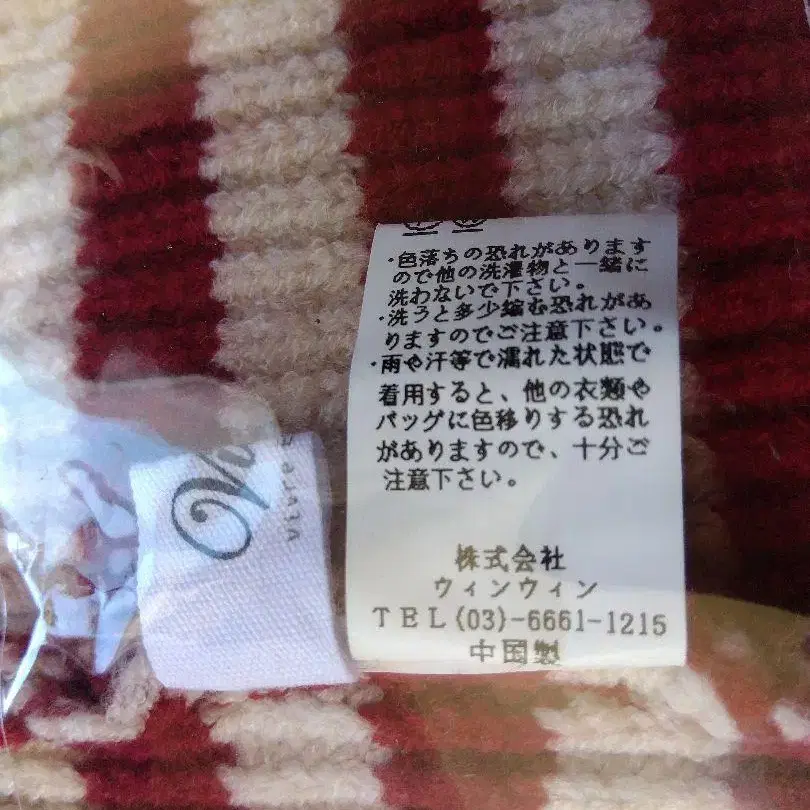 ・色落ちの恐れがあります
ので他の洗濯物と一緒に
洗わないで下さい。
・洗うと多少縮む恐れがあ
りますのでご注意下さい。
・雨や汗等で濡れた状態で
着用すると、他の衣類や
バッグに色移りする恐れ
がありますので、十分ご
注意下さい。
株式会社
ウィンウィン
TEL(03)-6661-1215
中国製